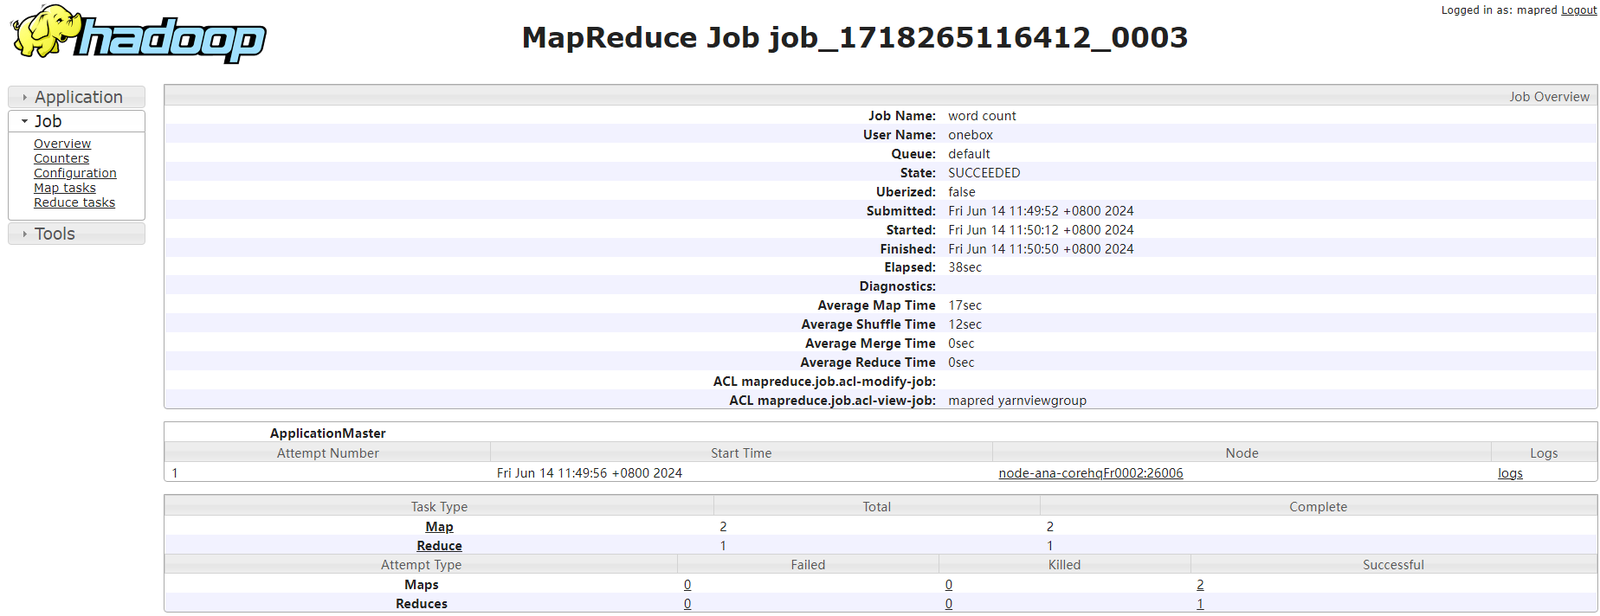 Logged in as: mapred Logout
hadoop
MapReduce Job job_1718265116412_0003
Application
Job
Overview
Counters
Configuration
Map tasks
Reduce tasks
Tools
Job Overview
Job Name: word count
User Name: onebox
Queue: default
State: SUCCEEDED
Uberized: false
Submitted: Fri Jun 14 11:49:52 +0800 2024
Started: Fri Jun 14 11:50:12 +0800 2024
Finished: Fri Jun 14 11:50:50 +0800 2024
Elapsed: 38sec
Diagnostics:
Average Map Time 17sec
Average Shuffle Time 12sec
Average Merge Time 0sec
Average Reduce Time 0sec
ACL mapreduce.job.acl-modify-job:
ACL mapreduce.job.acl-view-job: mapred yarnviewgroup
ApplicationMaster
Attempt Number Start Time Node Logs
1 Fri Jun 14 11:49:56 +0800 2024 node-ana-corehqFr0002:26006 logs
Task Type Total Complete
Map 2 2
Reduce 1 1
Attempt Type Failed Killed Successful
Maps 0 0 2
Reduces 0 0 1